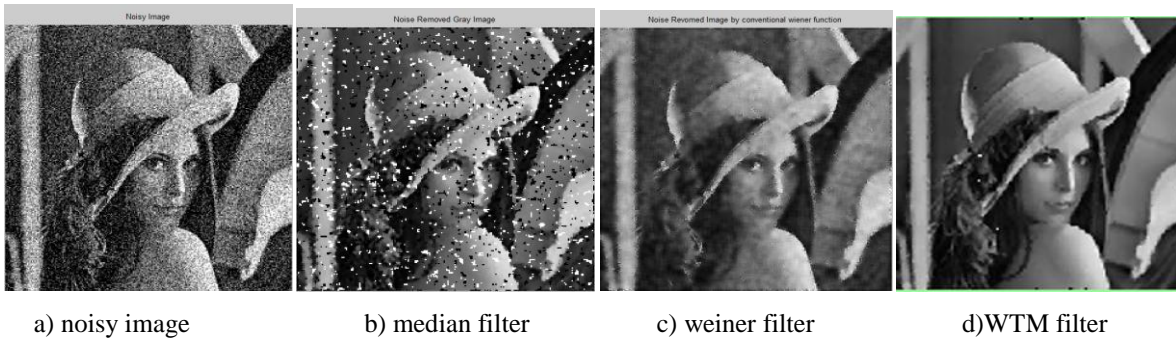 Noisy Image
Noise Removed Gray Image
Noise Revomed Image by conventional wiener function
a) noisy image
b) median filter
c) weiner filter
d)WTM filter